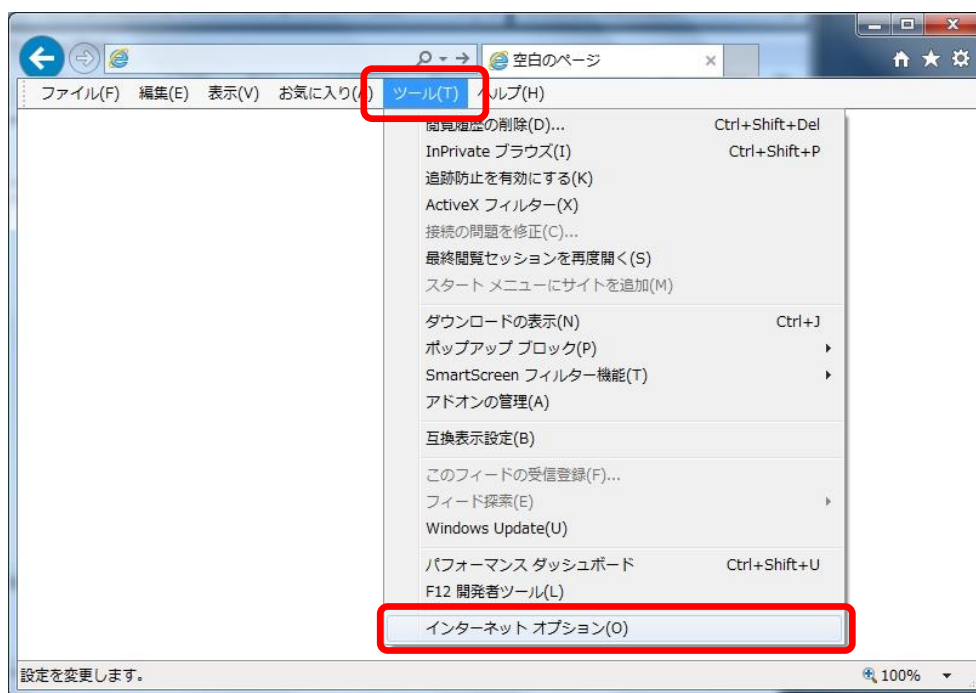 空白のページ
ファイル(F) 編集(E) 表示(V) お気に入り(A) ツール(T) ヘルプ(H)
閲覧履歴の削除(D)... Ctrl+Shift+Del
InPrivate ブラウズ(I) Ctrl+Shift+P
追跡防止を有効にする(K)
ActiveX フィルター(X)
接続の問題を修正(C)...
最終閲覧セッションを再度開く(S)
スタート メニューにサイトを追加(M)
ダウンロードの表示(N) Ctrl+J
ポップアップ ブロック(P)
SmartScreen フィルター機能(T)
アドオンの管理(A)
互換表示設定(B)
このフィードの受信登録(F)...
フィード探索(E)
Windows Update(U)
パフォーマンス ダッシュボード Ctrl+Shift+U
F12 開発者ツール(L)
インターネット オプション(O)
設定を変更します。 100%